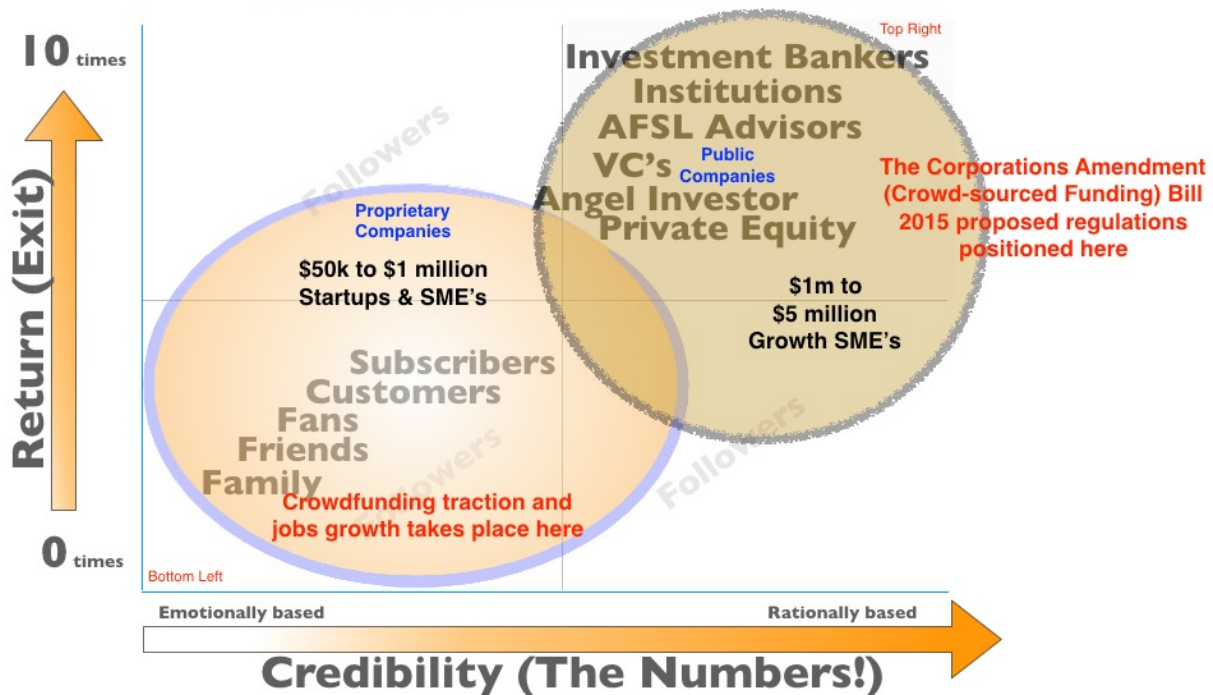 Top Right
10 times
Investment Bankers
Institutions
AFSL Advisors
VC's
Public
Companies
Angel Investor
Private Equity
The Corporations Amendment
(Crowd-sourced Funding) Bill
2015 proposed regulations
positioned here
Followers
Proprietary
Companies
$50k to $1 million
Startups & SME's
$1m to
$5 million
Growth SME's
Return (Exit)
Subscribers
Customers
Fans
Friends
Family
Followers
Followers
Crowdfunding traction and
jobs growth takes place here
0 times
Bottom Left
Emotionally based
Rationally based
Credibility (The Numbers!)